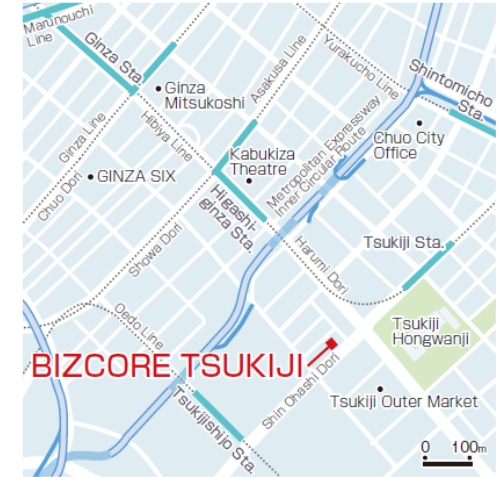 Marunouchi
Line
Ginza Sta.
Asakusa Line
Yurakucho Line
Shintomicho
Sta.
Ginza
Mitsukoshi
Ginza Line
Hibiya Line
Metropolitan Expressway
Inner Circular Route
Chuo City
Office
Kabukiza
Theatre
Chuo Dori
GINZA SIX
Higashi-
ginza Sta.
Showa Dori
Harumi Dori
Tsukiji Sta.
Oedo Line
Tsukiji
Hongwanji
BIZCORE TSUKIJI
Shin Ohashi Dori
Tsukiji Outer Market
Tsukijishijo Sta.
0 100m